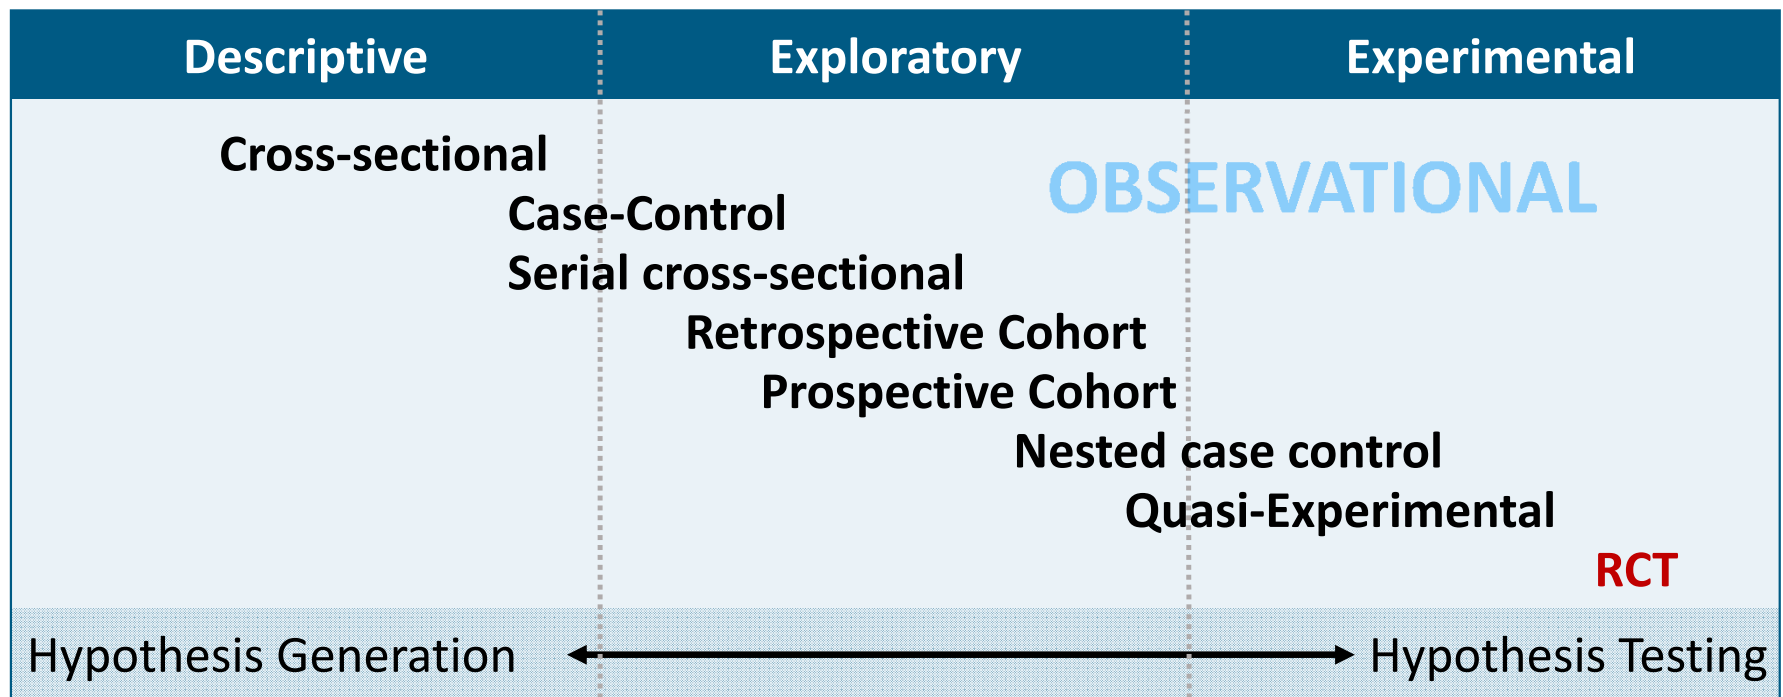 Descriptive Exploratory Experimental
Cross-sectional
OBSERVATIONAL
Case-Control
Serial cross-sectional
Retrospective Cohort
Prospective Cohort
Nested case control
Quasi-Experimental
RCT
Hypothesis Generation Hypothesis Testing